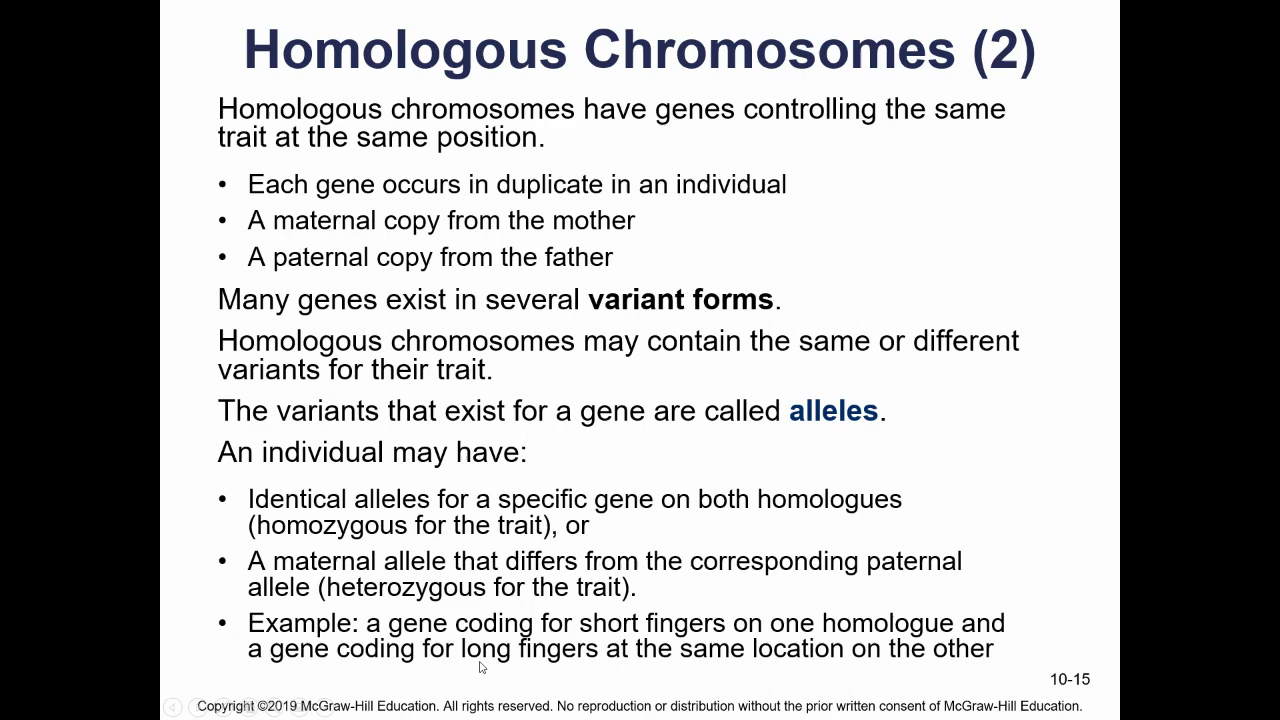 Homologous Chromosomes (2)
Homologous chromosomes have genes controlling the same
trait at the same position.
• Each gene occurs in duplicate in an individual
• A maternal copy from the mother
• A paternal copy from the father
Many genes exist in several variant forms.
Homologous chromosomes may contain the same or different
variants for their trait.
The variants that exist for a gene are called alleles.
An individual may have:
• Identical alleles for a specific gene on both homologues
(homozygous for the trait), or
• A maternal allele that differs from the corresponding paternal
allele (heterozygous for the trait).
• Example: a gene coding for short fingers on one homologue and
a gene coding for long fingers at the same location on the other
10-15
Copyright ©2019 McGraw-Hill Education. All rights reserved. No reproduction or distribution without the prior written consent of McGraw-Hill Education.